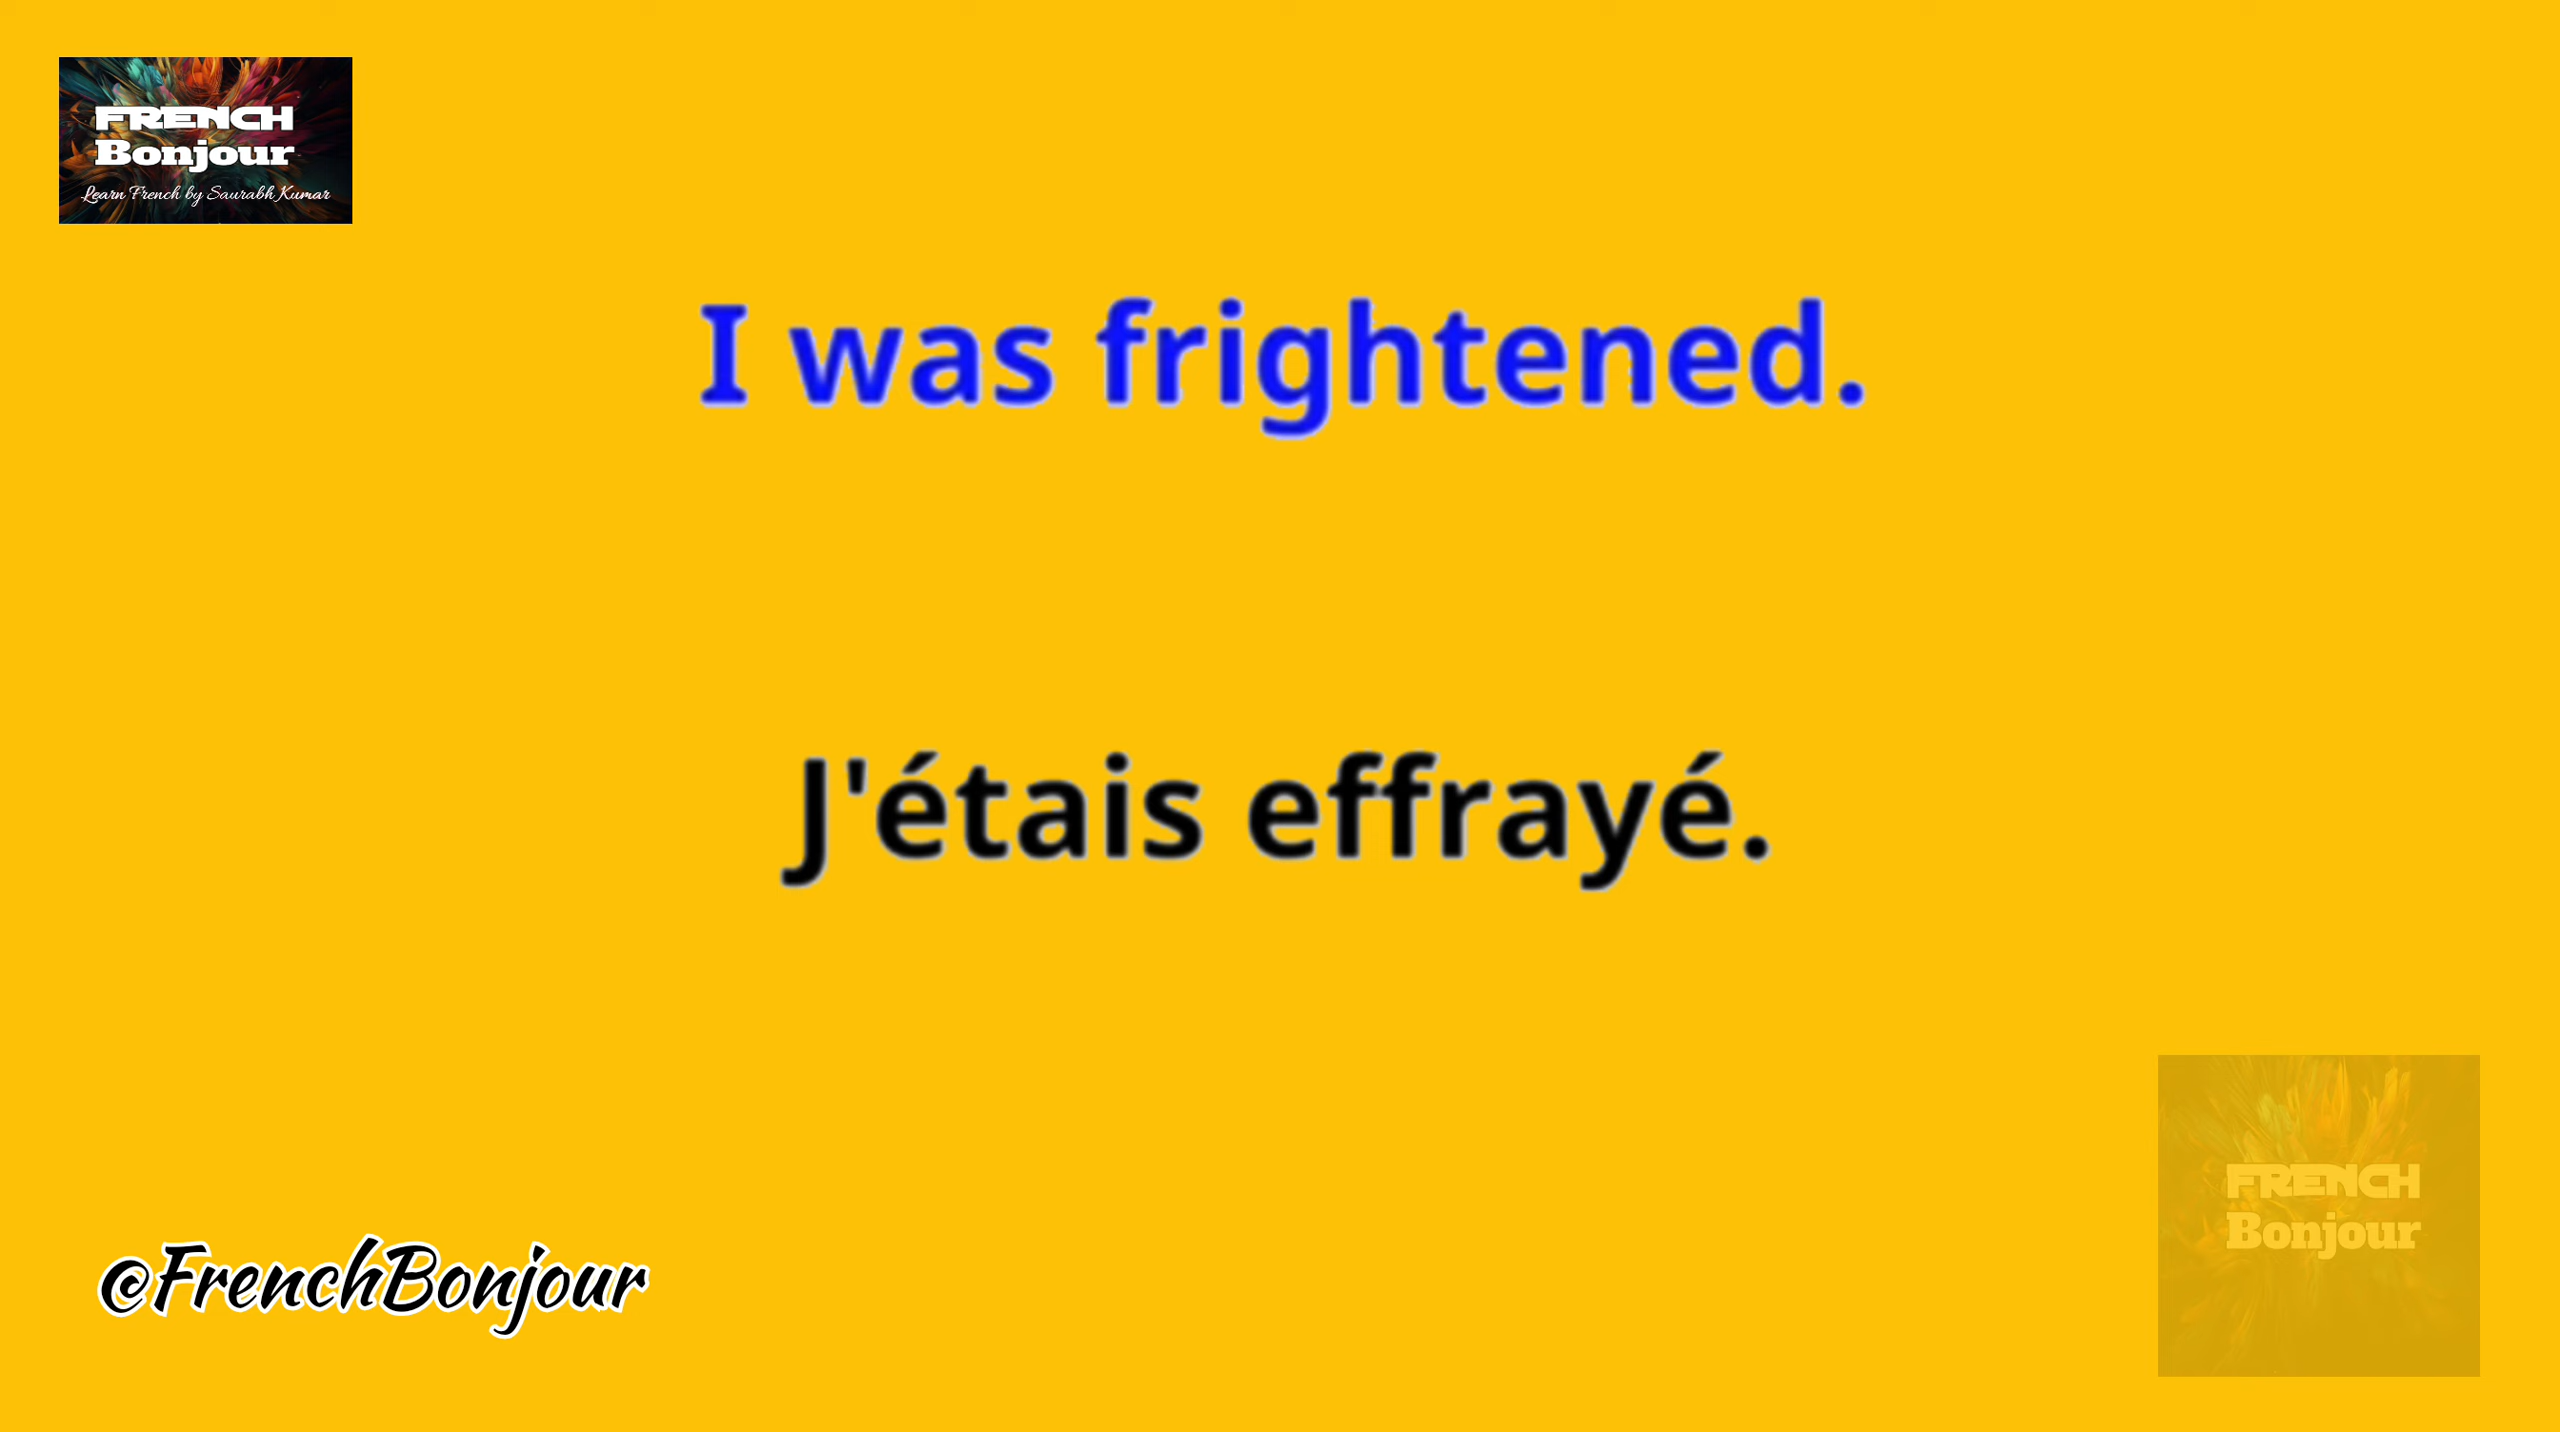 FRENCH
Bonjour
Learn French by Saurabh Kumar
I was frightened.
J'étais effrayé.
FRENCH
Bonjour
@FrenchBonjour